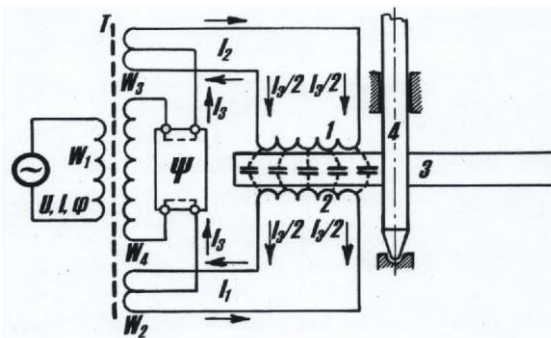 T
I₂
W₃
I₃
I₃/2 I₃/2
1
4
W₁
ψ
3
U, I, φ
2
W₄
I₃
I₃/2 I₃/2
I₁
W₂